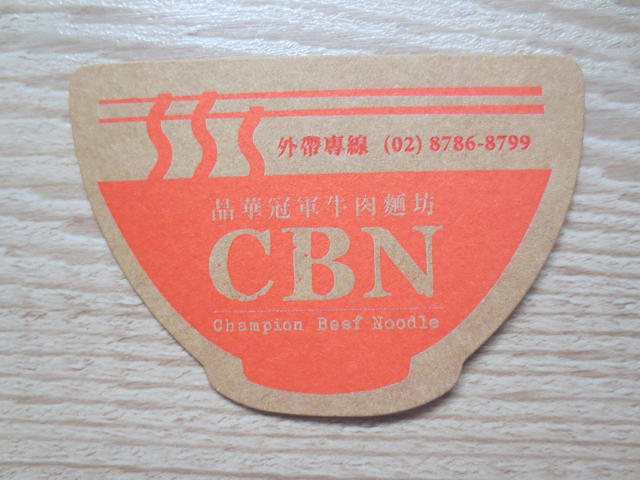 外帶專線 (02) 8786-8799
晶華冠軍牛肉麵坊
CBN
Champion Beef Noodle